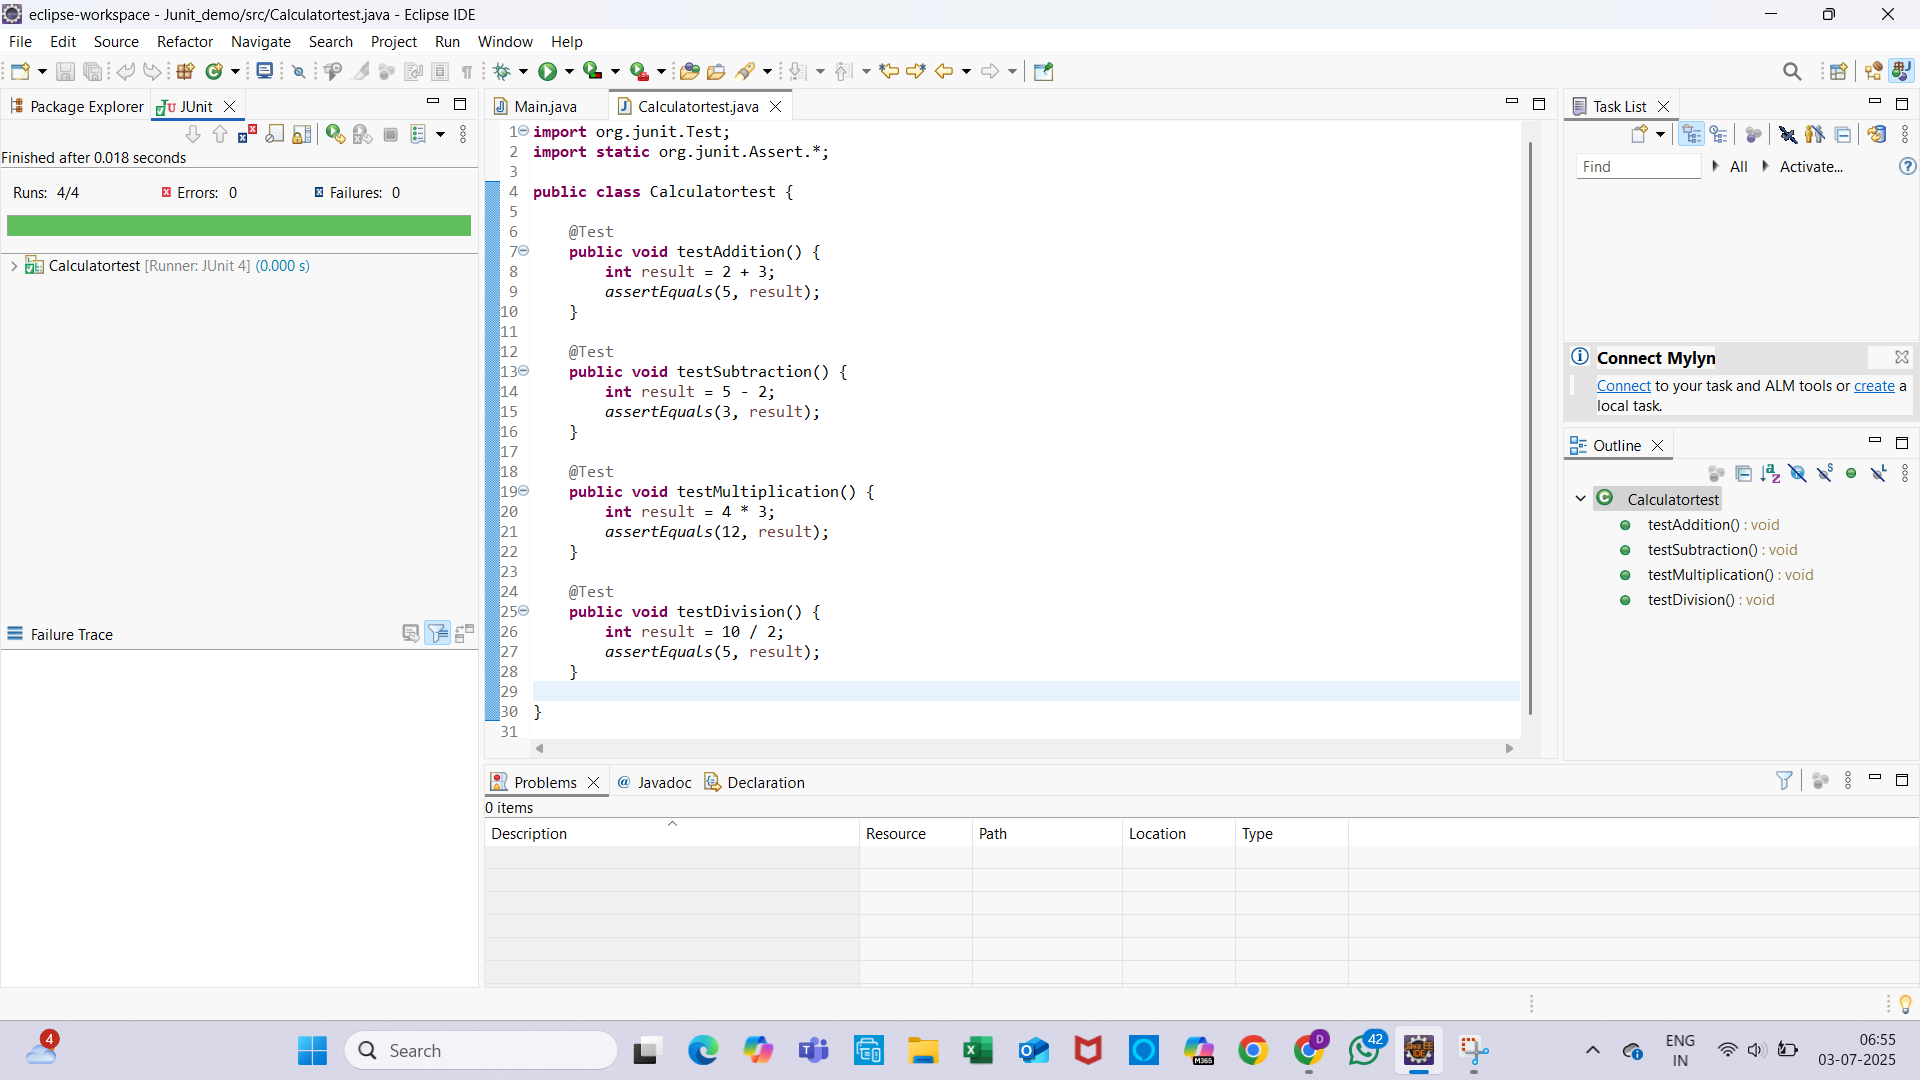 eclipse-workspace - Junit_demo/src/Calculatortest.java - Eclipse IDE
File Edit Source Refactor Navigate Search Project Run Window Help
Package Explorer JUnit
Finished after 0.018 seconds
Runs: 4/4 Errors: 0 Failures: 0
Calculatortest [Runner: JUnit 4] (0.000 s)
Failure Trace
Main.java Calculatortest.java
1 import org.junit.Test;
2 import static org.junit.Assert.*;
3
4 public class Calculatortest {
5
6 @Test
7 public void testAddition() {
8 int result = 2 + 3;
9 assertEquals(5, result);
10 }
11
12 @Test
13 public void testSubtraction() {
14 int result = 5 - 2;
15 assertEquals(3, result);
16 }
17
18 @Test
19 public void testMultiplication() {
20 int result = 4 * 3;
21 assertEquals(12, result);
22 }
23
24 @Test
25 public void testDivision() {
26 int result = 10 / 2;
27 assertEquals(5, result);
28 }
29
30 }
31
Task List
Find All Activate...
Connect Mylyn
Connect to your task and ALM tools or create a
local task.
Outline
Calculatortest
testAddition() : void
testSubtraction() : void
testMultiplication() : void
testDivision() : void
Problems Javadoc Declaration
0 items
Description Resource Path Location Type
4
Search
M365
D
42
ENG
IN
06:55
03-07-2025